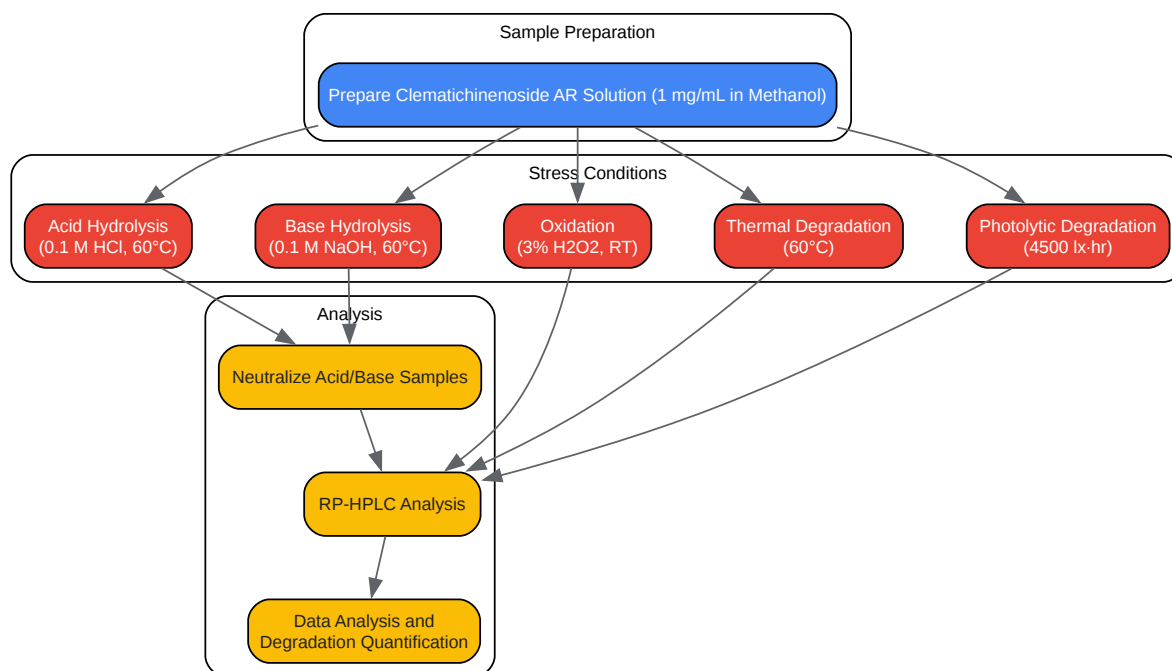 Sample Preparation
Prepare Clematichinenoside AR Solution (1 mg/mL in Methanol)
Stress Conditions
Acid Hydrolysis
(0.1 M HCl, 60°C)
Base Hydrolysis
(0.1 M NaOH, 60°C)
Oxidation
(3% H2O2, RT)
Thermal Degradation
(60°C)
Photolytic Degradation
(4500 lx·hr)
Analysis
Neutralize Acid/Base Samples
RP-HPLC Analysis
Data Analysis and
Degradation Quantification